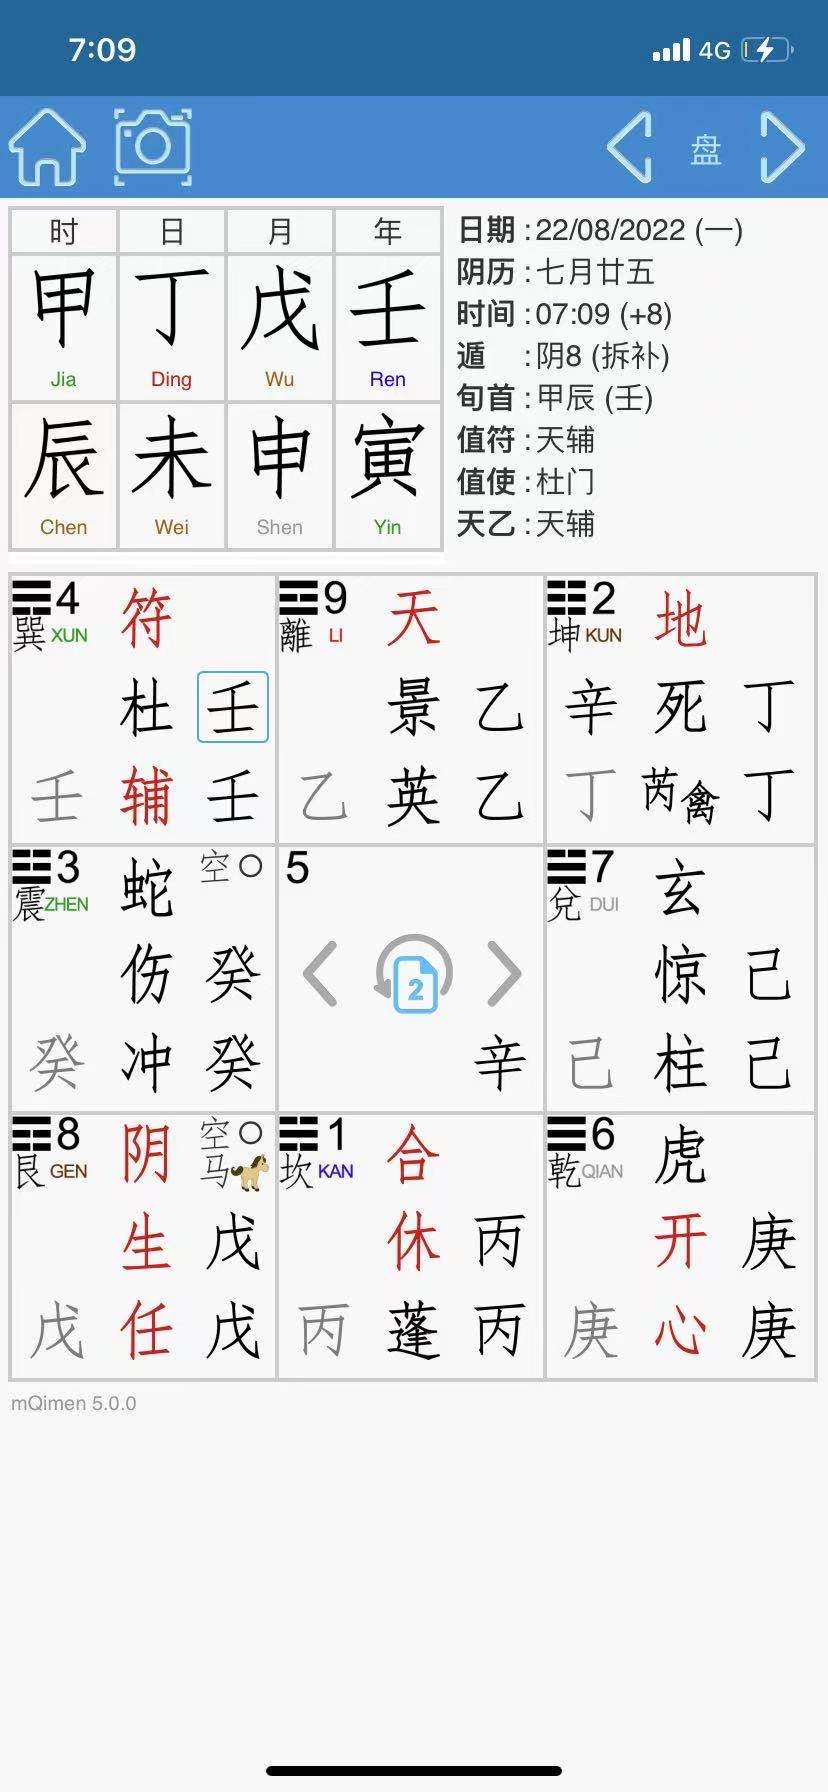 7:09
4G
盘
时 日 月 年
甲 丁 戊 壬
Jia Ding Wu Ren
辰 未 申 寅
Chen Wei Shen Yin
日期 : 22/08/2022 (一)
阴历 : 七月廿五
时间 : 07:09 (+8)
遁 : 阴8 (拆补)
旬首 : 甲辰 (壬)
值符 : 天辅
值使 : 杜门
天乙 : 天辅
4 符
巽 XUN
杜 壬
壬 辅 壬
9 天
離 LI
景 乙
乙 英 乙
2 地
坤 KUN
辛 死 丁
丁 芮 禽 丁
3 蛇 空
震 ZHEN
伤 癸
癸 冲 癸
5
2
辛
7 玄
兌 DUI
惊 己
己 柱 己
8 阴 空
艮 GEN 马
生 戊
戊 任 戊
1 合
坎 KAN
休 丙
丙 蓬 丙
6 虎
乾 QIAN
开 庚
庚 心 庚
mQimen 5.0.0